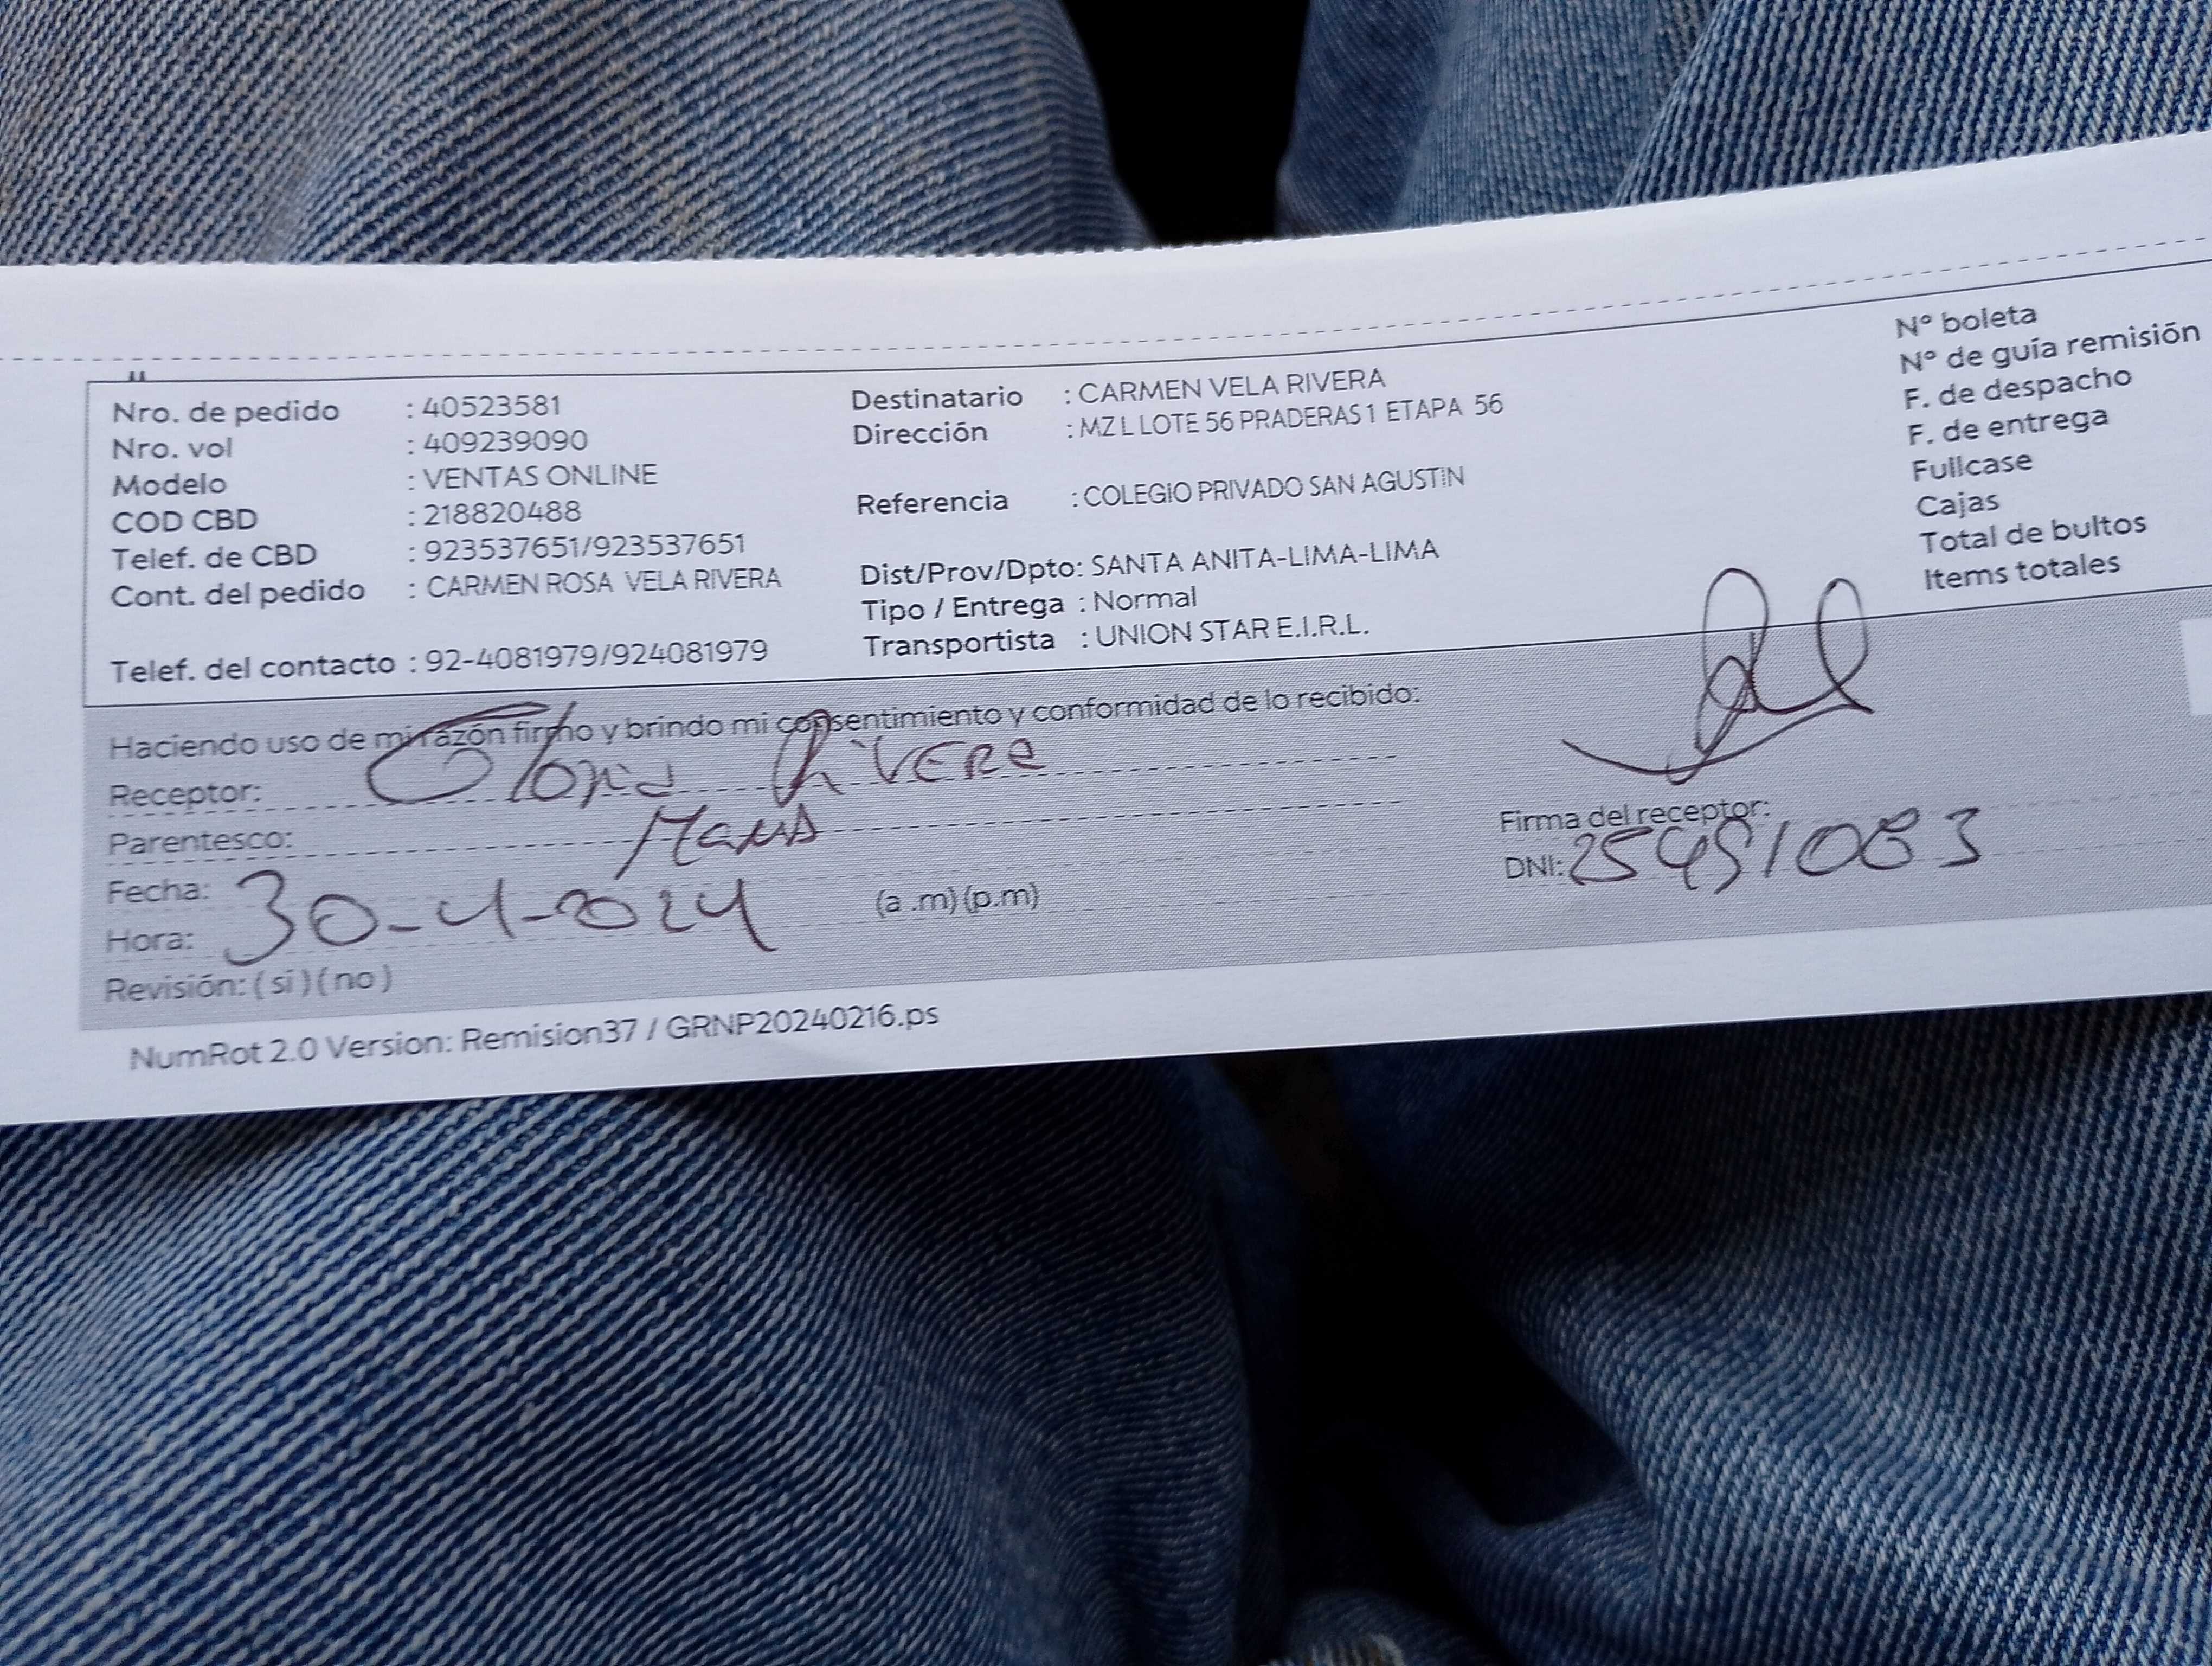 Nro. de pedido : 40523581
Nro. vol : 409239090
Modelo : VENTAS ONLINE
COD CBD : 218820488
Telef. de CBD : 923537651/923537651
Cont. del pedido : CARMEN ROSA VELA RIVERA
Telef. del contacto : 92-4081979/924081979
Destinatario : CARMEN VELA RIVERA
Dirección : MZ L LOTE 56 PRADERAS 1 ETAPA 56
Referencia : COLEGIO PRIVADO SAN AGUSTIN
Dist/Prov/Dpto: SANTA ANITA-LIMA-LIMA
Tipo / Entrega : Normal
Transportista : UNION STAR E.I.R.L.
N° boleta
N° de guía remisión
F. de despacho
F. de entrega
Fullcase
Cajas
Total de bultos
Items totales
Haciendo uso de mi razón firmo y brindo mi consentimiento y conformidad de lo recibido:
Receptor: Gloria Rivera
Parentesco:
Fecha: 30-4-2024
Hora: (a .m) (p.m)
Revisión: ( si ) ( no )
Firma del receptor:
DNI:
NumRot 2.0 Version: Remision37 / GRNP20240216.ps